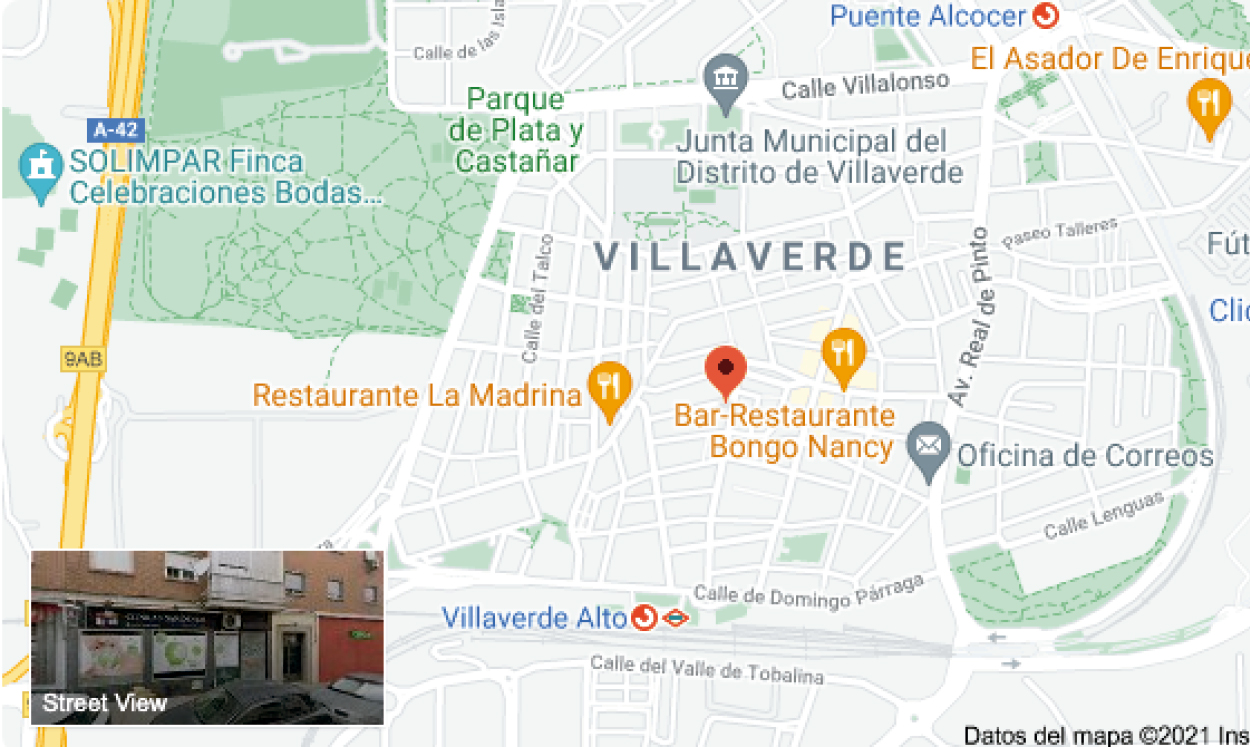 Puente Alcocer
Calle de las Isla
El Asador De Enrique
Calle Villalonso
Parque
de Plata y
Castañar
A-42
Junta Municipal del
Distrito de Villaverde
SOLIMPAR Finca
Celebraciones Bodas...
Paseo Talleres
VILLAVERDE
Fút
Calle del Talco
Av. Real de Pinto
Clic
9AB
Restaurante La Madrina
Bar-Restaurante
Bongo Nancy
Oficina de Correos
Calle Lenguas
ra
Calle de Domingo Párraga
Villaverde Alto
Calle del Valle de Tobalina
Street View
Datos del mapa ©2021 Ins